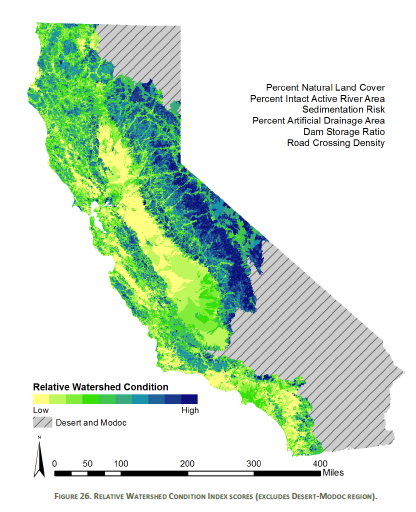 Percent Natural Land Cover
Percent Intact Active River Area
Sedimentation Risk
Percent Artificial Drainage Area
Dam Storage Ratio
Road Crossing Density
Relative Watershed Condition
Low High
Desert and Modoc
N
0 50 100 200 300 400
Miles
FIGURE 26. RELATIVE WATERSHED CONDITION INDEX SCORES (EXCLUDES DESERT-MODOC REGION).